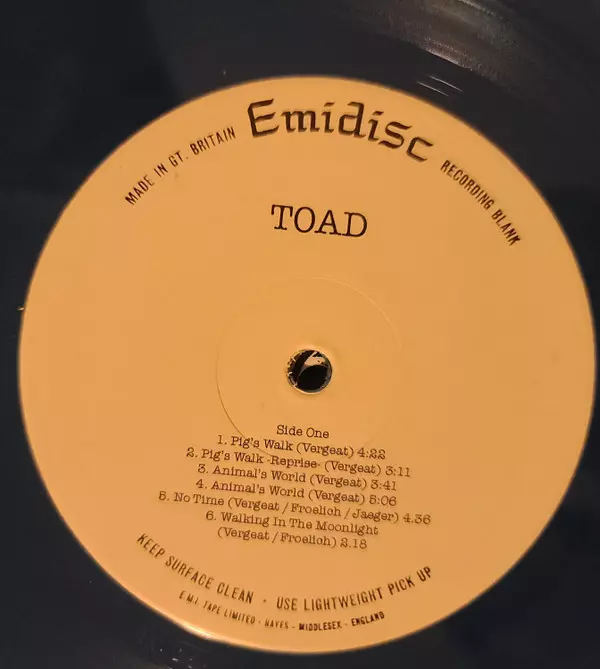 Emidisc
MADE IN GT. BRITAIN
RECORDING BLANK
TOAD
Side One
1. Pig's Walk (Vergeat) 4:22
2. Pig's Walk -Reprise- (Vergeat) 3:11
3. Animal's World (Vergeat) 3:41
4. Animal's World (Vergeat) 5:06
5. No Time (Vergeat / Froelich / Jaeger) 4.36
6. Walking In The Moonlight
(Vergeat / Froelich) 2.18
KEEP SURFACE CLEAN · USE LIGHTWEIGHT PICK UP
E.M.I. TAPE LIMITED · HAYES · MIDDLESEX · ENGLAND